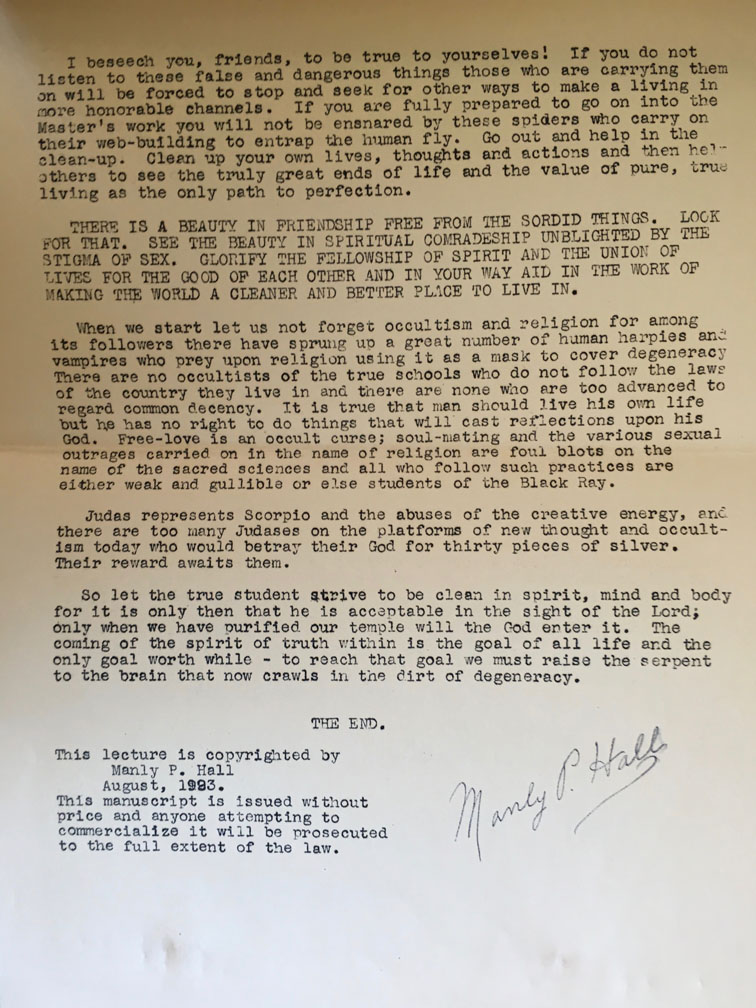 I beseech you, friends, to be true to yourselves! If you do not
listen to these false and dangerous things those who are carrying them
on will be forced to stop and seek for other ways to make a living in
more honorable channels. If you are fully prepared to go on into the
Master's work you will not be ensnared by these spiders who carry on
their web-building to entrap the human fly. Go out and help in the
clean-up. Clean up your own lives, thoughts and actions and then help
others to see the truly great ends of life and the value of pure, true
living as the only path to perfection.
THERE IS A BEAUTY IN FRIENDSHIP FREE FROM THE SORDID THINGS. LOOK
FOR THAT. SEE THE BEAUTY IN SPIRITUAL COMRADESHIP UNBLIGHTED BY THE
STIGMA OF SEX. GLORIFY THE FELLOWSHIP OF SPIRIT AND THE UNION OF
LIVES FOR THE GOOD OF EACH OTHER AND IN YOUR WAY AID IN THE WORK OF
MAKING THE WORLD A CLEANER AND BETTER PLACE TO LIVE IN.
When we start let us not forget occultism and religion for among
its followers there have sprung up a great number of human harpies and
vampires who prey upon religion using it as a mask to cover degeneracy
There are no occultists of the true schools who do not follow the laws
of the country they live in and there are none who are too advanced to
regard common decency. It is true that man should live his own life
but he has no right to do things that will cast reflections upon his
God. Free-love is an occult curse; soul-mating and the various sexual
outrages carried on in the name of religion are foul blots on the
name of the sacred sciences and all who follow such practices are
either weak and gullible or else students of the Black Ray.
Judas represents Scorpio and the abuses of the creative energy, and
there are too many Judases on the platforms of new thought and occult-
ism today who would betray their God for thirty pieces of silver.
Their reward awaits them.
So let the true student strive to be clean in spirit, mind and body
for it is only then that he is acceptable in the sight of the Lord;
only when we have purified our temple will the God enter it. The
coming of the spirit of truth within is the goal of all life and the
only goal worth while - to reach that goal we must raise the serpent
to the brain that now crawls in the dirt of degeneracy.
THE END.
This lecture is copyrighted by
Manly P. Hall
August, 1923.
This manuscript is issued without
price and anyone attempting to
commercialize it will be prosecuted
to the full extent of the law.
Manly P. Hall